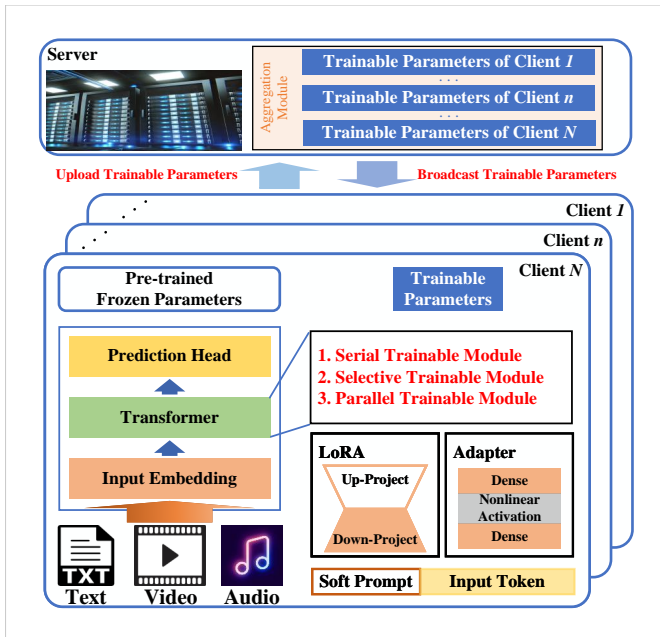 Server
Aggregation
Module
Trainable Parameters of Client 1
. . .
Trainable Parameters of Client n
. . .
Trainable Parameters of Client N
Upload Trainable Parameters
Broadcast Trainable Parameters
Client 1
Client n
Client N
Pre-trained
Frozen Parameters
Trainable
Parameters
Prediction Head
Transformer
Input Embedding
1. Serial Trainable Module
2. Selective Trainable Module
3. Parallel Trainable Module
LoRA
Up-Project
Down-Project
Adapter
Dense
Nonlinear
Activation
Dense
TXT
Text
Video
Audio
Soft Prompt
Input Token